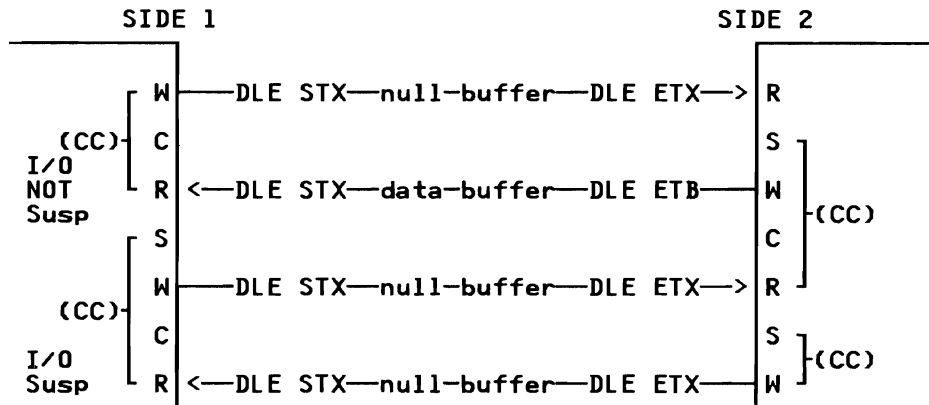 SIDE 1 SIDE 2
W DLE STX null-buffer DLE ETX R
(CC) C S
I/O
NOT R DLE STX data-buffer DLE ETB W
Susp (CC)
S C
W DLE STX null-buffer DLE ETX R
(CC)
C S
I/O (CC)
Susp R DLE STX null-buffer DLE ETX W